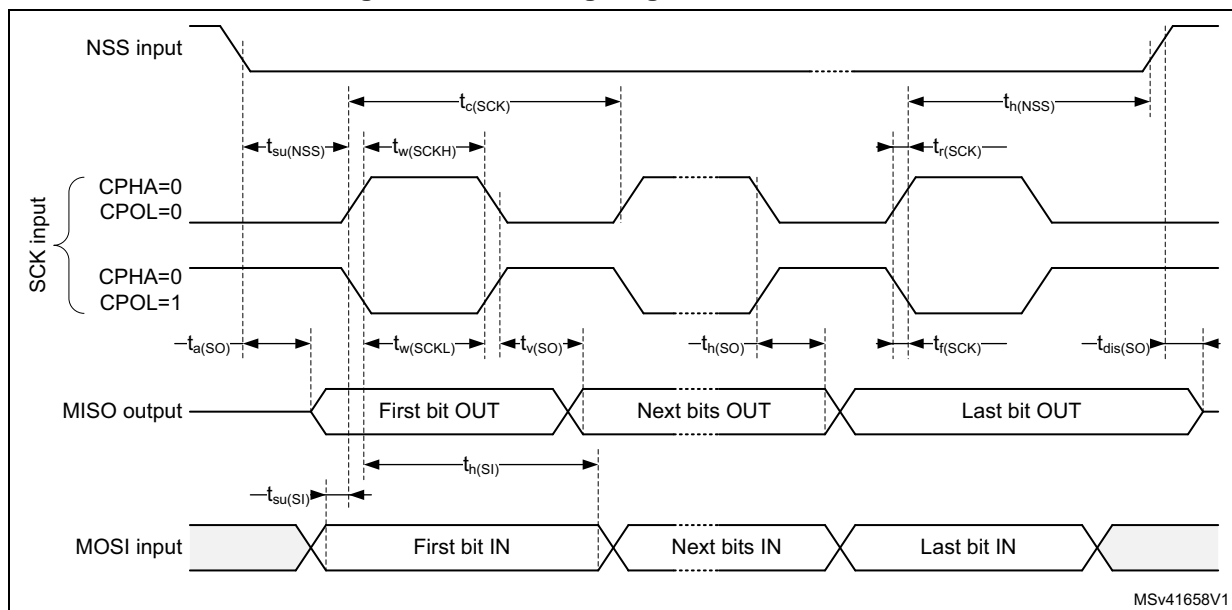 NSS input
tc(SCK)
th(NSS)
tsu(NSS)
tw(SCKH)
tr(SCK)
CPHA=0
CPOL=0
SCK input
CPHA=0
CPOL=1
ta(SO)
tw(SCKL)
tv(SO)
th(SO)
tf(SCK)
tdis(SO)
MISO output
First bit OUT
Next bits OUT
Last bit OUT
th(SI)
tsu(SI)
MOSI input
First bit IN
Next bits IN
Last bit IN
MSv41658V1